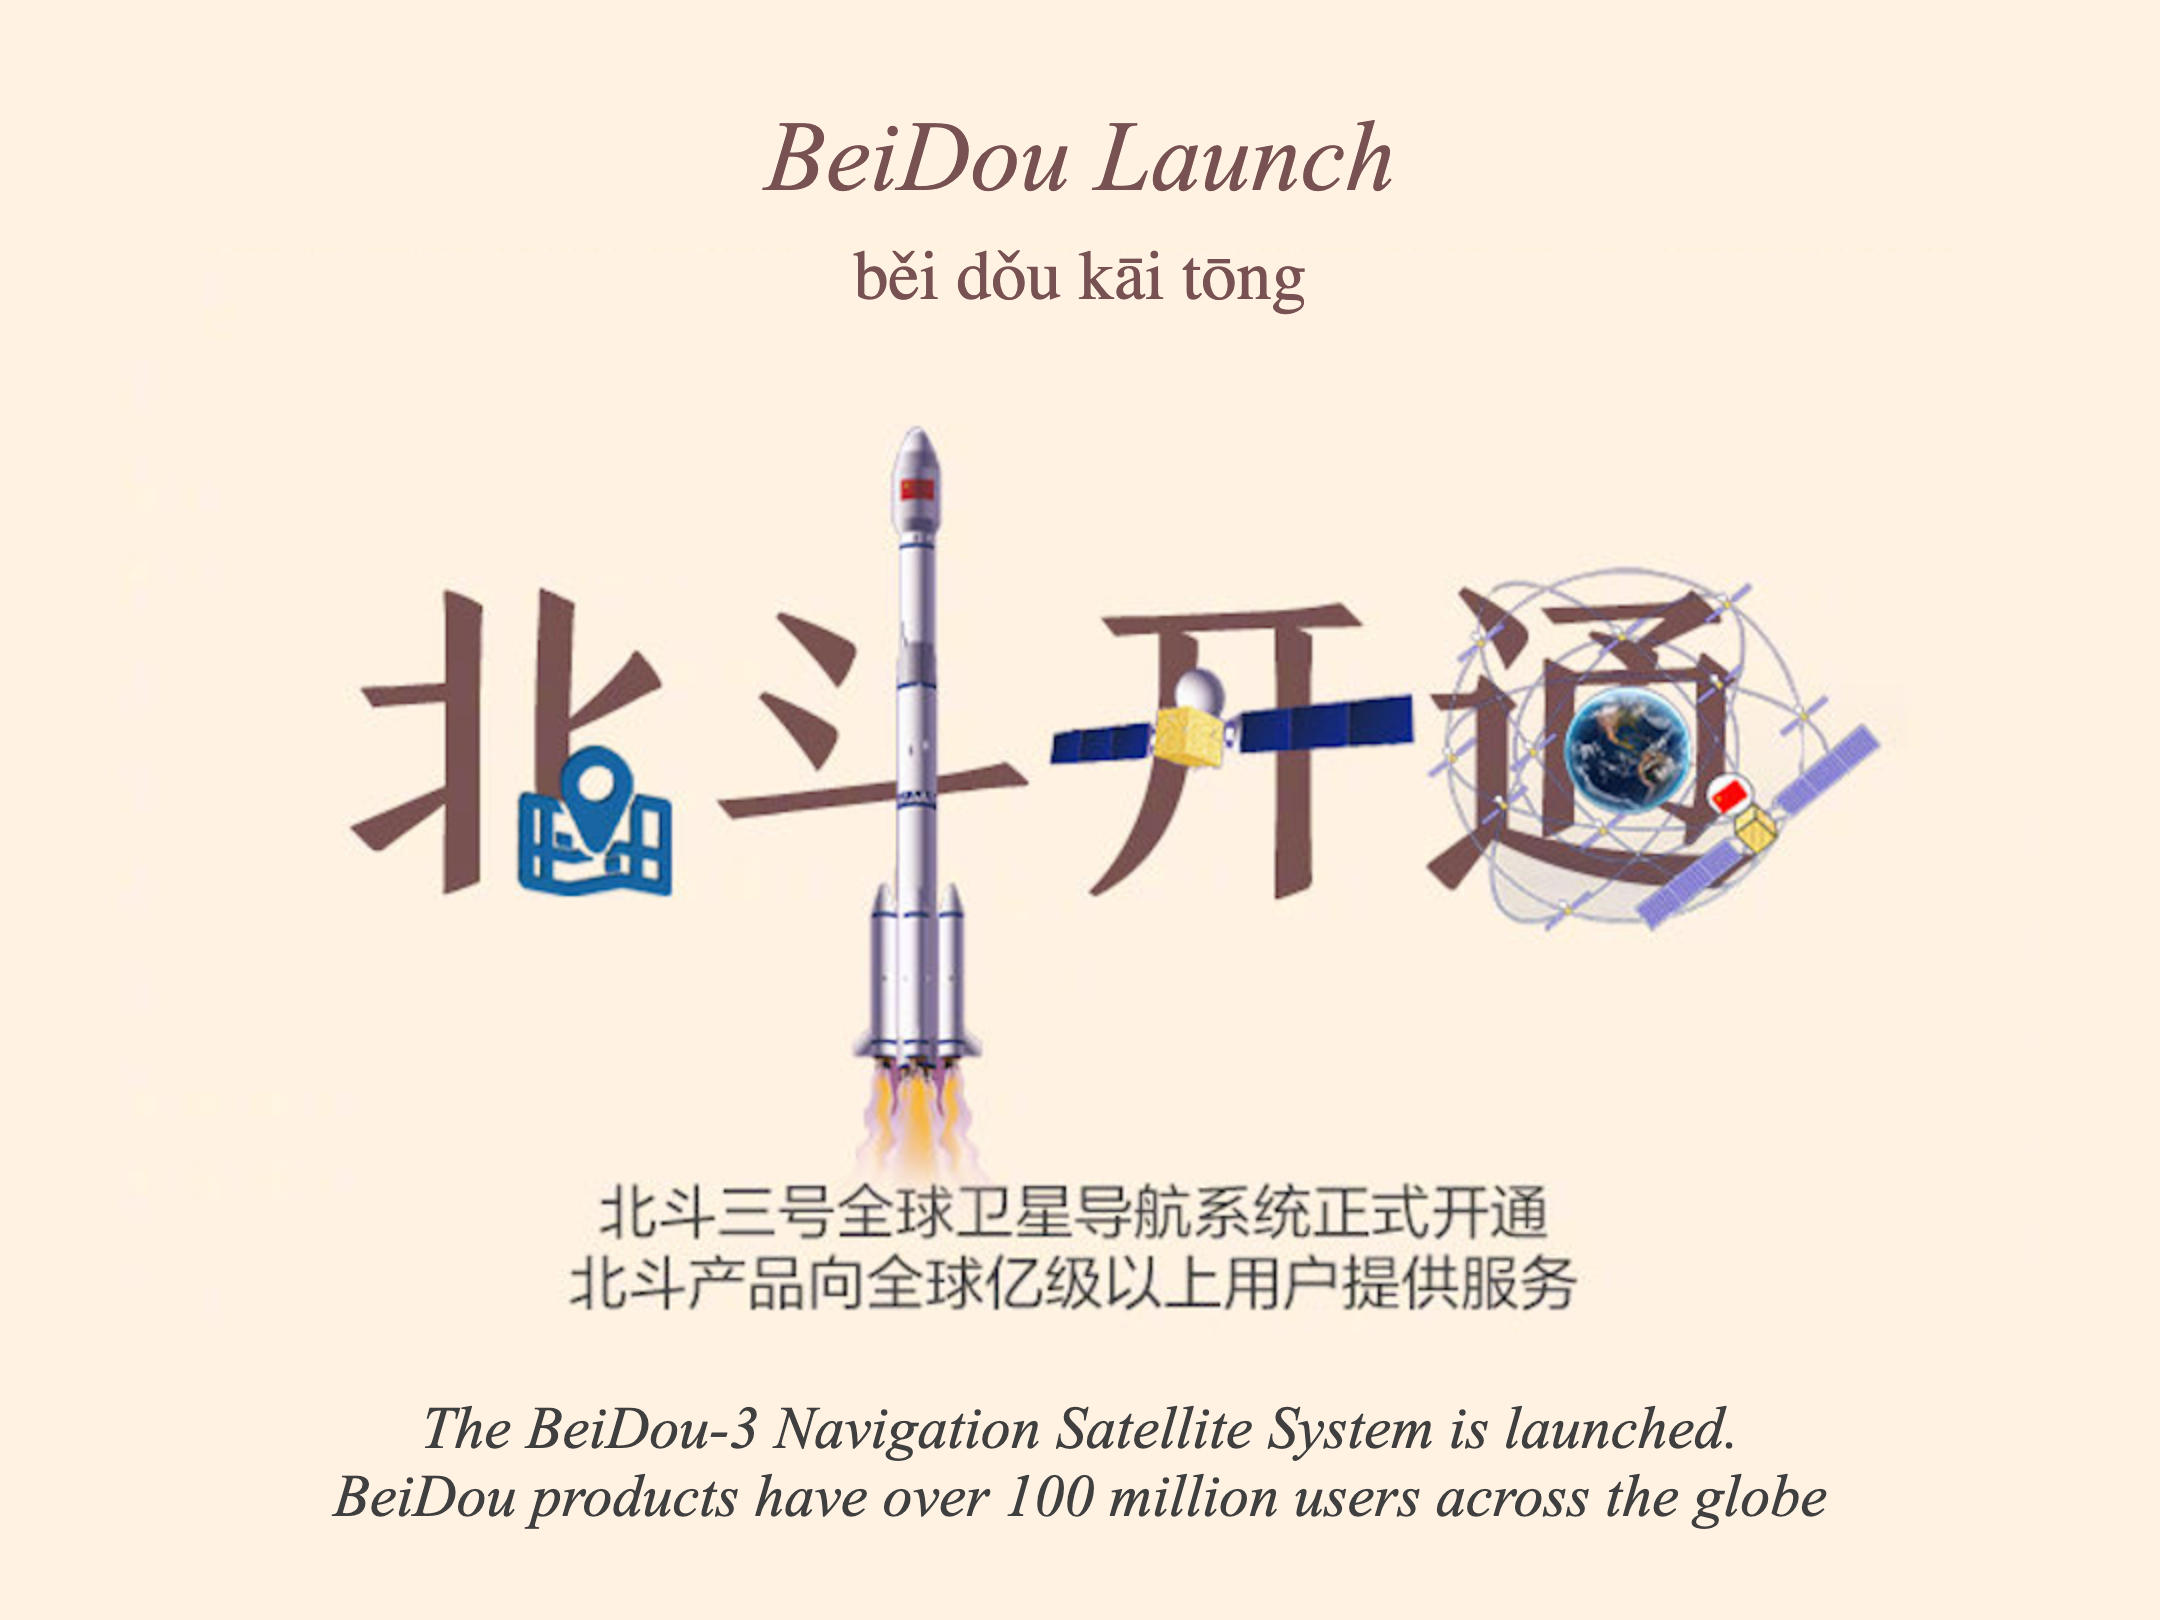 BeiDou Launch
běi dǒu kāi tōng
北斗开通
北斗三号全球卫星导航系统正式开通
北斗产品向全球亿级以上用户提供服务
The BeiDou-3 Navigation Satellite System is launched.
BeiDou products have over 100 million users across the globe